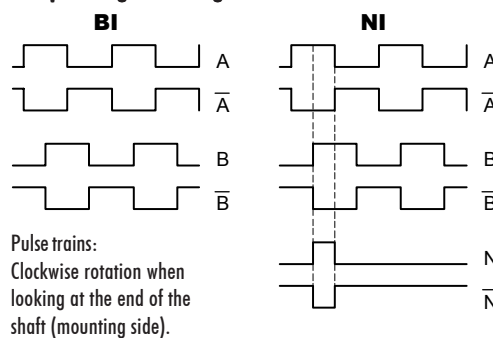 BI
NI
A
A
A̅
A̅
B
B
B̅
B̅
Pulse trains:
Clockwise rotation when
looking at the end of the
shaft (mounting side).
N
N̅